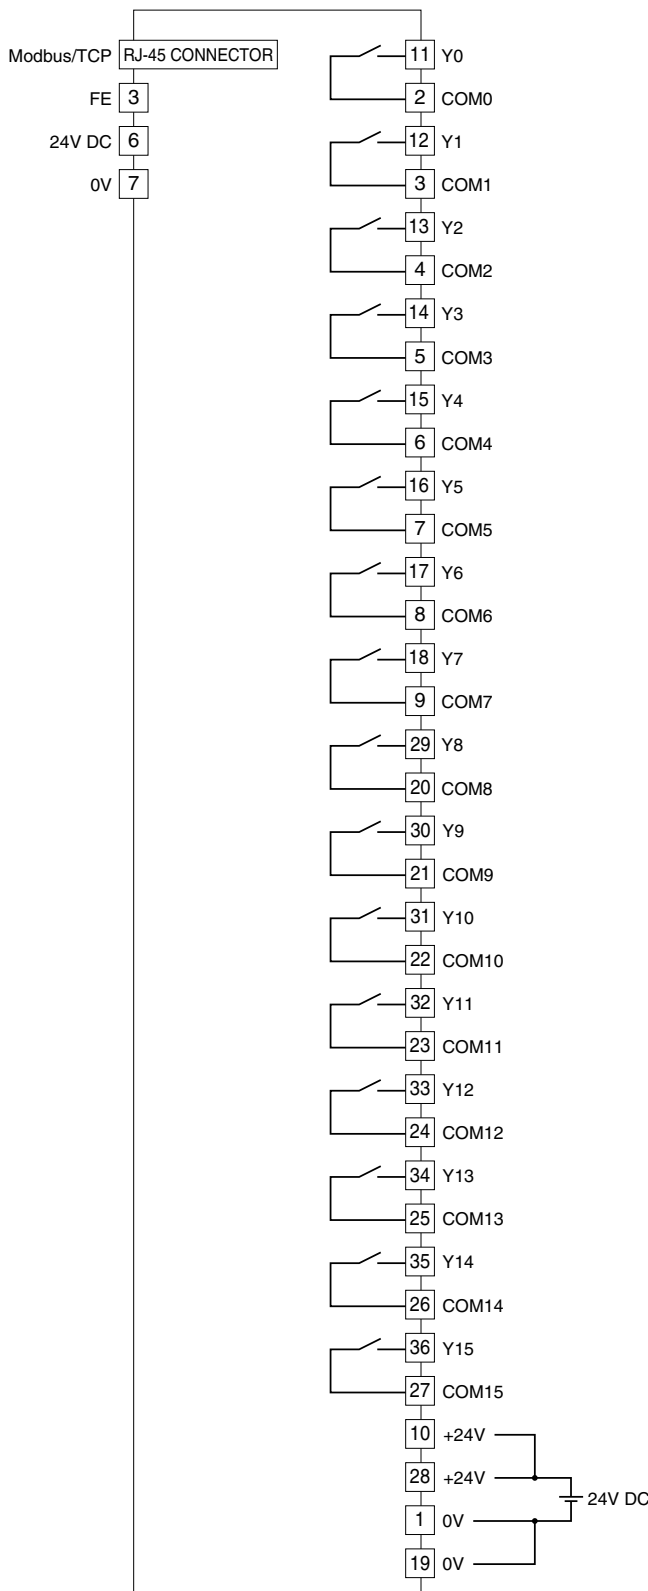 Modbus/TCP RJ-45 CONNECTOR
FE 3
24V DC 6
0V 7
11 Y0
2 COM0
12 Y1
3 COM1
13 Y2
4 COM2
14 Y3
5 COM3
15 Y4
6 COM4
16 Y5
7 COM5
17 Y6
8 COM6
18 Y7
9 COM7
29 Y8
20 COM8
30 Y9
21 COM9
31 Y10
22 COM10
32 Y11
23 COM11
33 Y12
24 COM12
34 Y13
25 COM13
35 Y14
26 COM14
36 Y15
27 COM15
10 +24V
28 +24V
24V DC
1 0V
19 0V